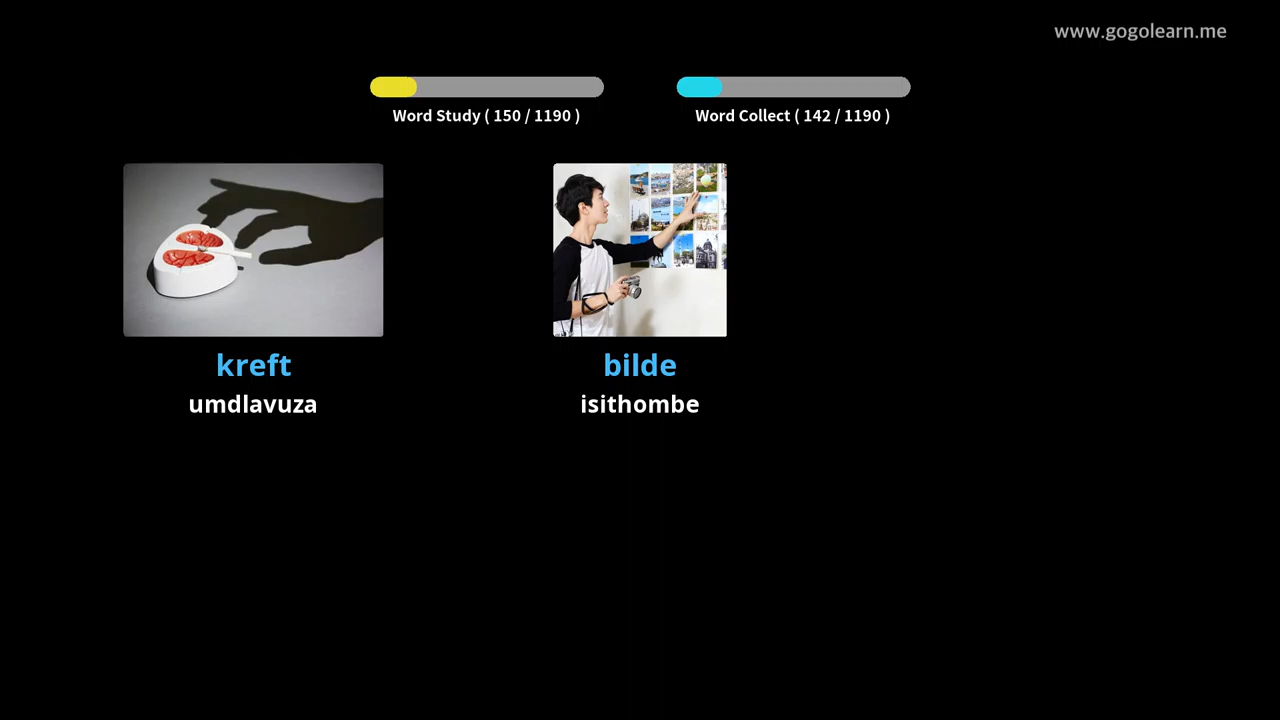 www.gogolearn.me
Word Study ( 150 / 1190 )
Word Collect ( 142 / 1190 )
kreft
umdlavuza
bilde
isithombe